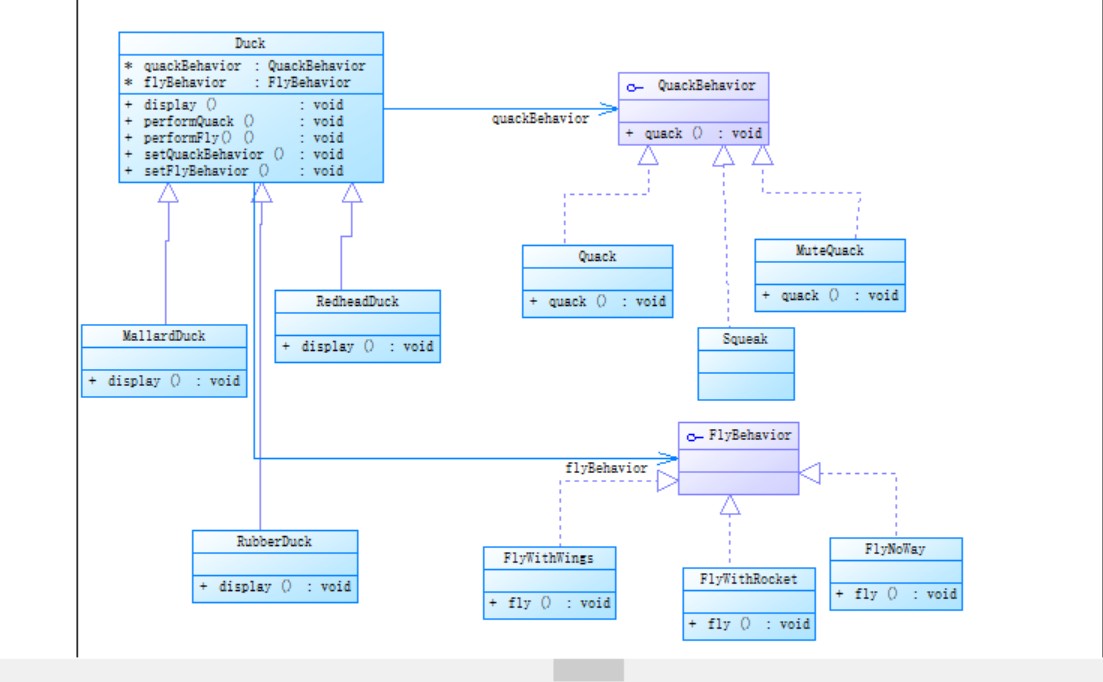 Duck
* quackBehavior : QuackBehavior
* flyBehavior : FlyBehavior
+ display () : void
+ performQuack () : void
+ performFly() () : void
+ setQuackBehavior () : void
+ setFlyBehavior () : void
quackBehavior
QuackBehavior
+ quack () : void
Quack
+ quack () : void
MuteQuack
+ quack () : void
Squeak
RedheadDuck
+ display () : void
MallardDuck
+ display () : void
FlyBehavior
flyBehavior
RubberDuck
+ display () : void
FlyWithWings
+ fly () : void
FlyWithRocket
+ fly () : void
FlyNoWay
+ fly () : void